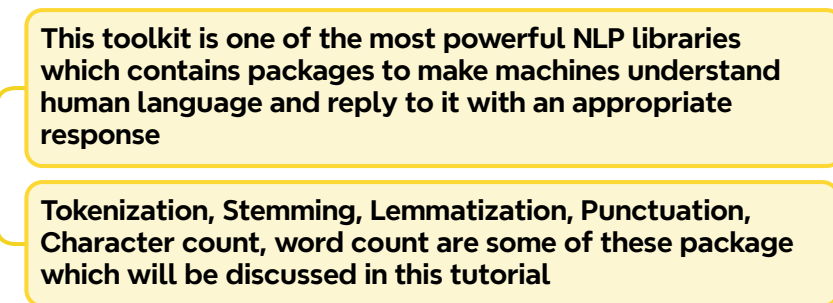 This toolkit is one of the most powerful NLP libraries
which contains packages to make machines understand
human language and reply to it with an appropriate
response
Tokenization, Stemming, Lemmatization, Punctuation,
Character count, word count are some of these package
which will be discussed in this tutorial